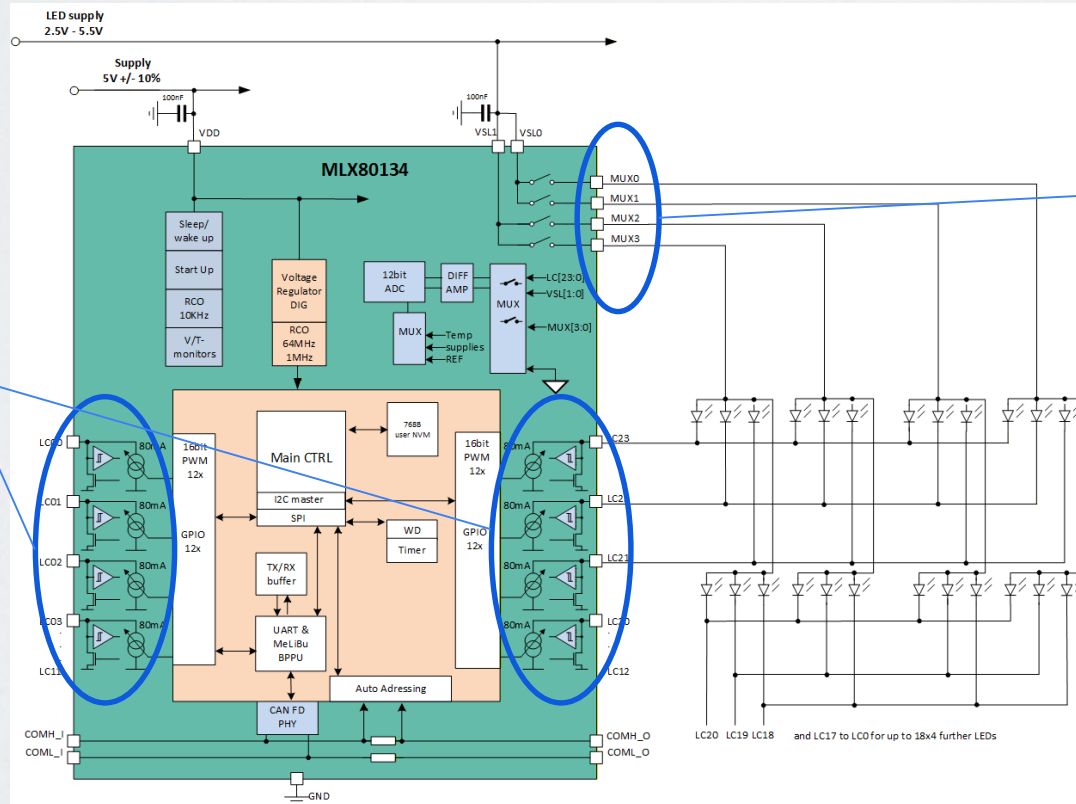 LED supply
2.5V - 5.5V
Supply
5V +/- 10%
100nF
100nF
VDD
VSL1
VSL0
MLX80134
MUX0
MUX1
MUX2
MUX3
Sleep/
wake up
Start Up
RCO
10KHz
V/T-
monitors
Voltage
Regulator
DIG
RCO
64MHz
1MHz
12bit
ADC
DIFF
AMP
MUX
MUX
LC[23:0]
VSL[1:0]
MUX[3:0]
Temp
supplies
REF
LC00
80mA
LC01
80mA
LC02
80mA
LC03
80mA
.
.
LC11
16bit
PWM
12x
GPIO
12x
Main CTRL
I2C master
SPI
768B
user NVM
WD
Timer
TX/RX
buffer
UART &
MeLiBu
BPPU
Auto Adressing
CAN FD
PHY
16bit
PWM
12x
GPIO
12x
80mA
LC23
80mA
80mA
LC21
80mA
LC20
.
.
LC12
COMH_I
COML_I
COMH_O
COML_O
GND
LC20 LC19 LC18 and LC17 to LC0 for up to 18x4 further LEDs